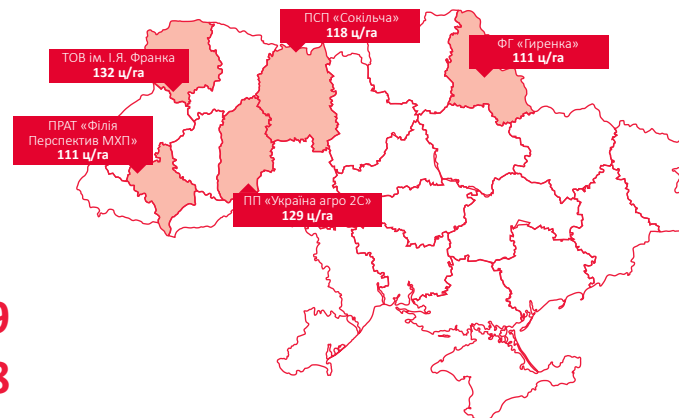 ПСП «Сокільча»
118 ц/га
ФГ «Гиренка»
111 ц/га
ТОВ ім. І.Я. Франка
132 ц/га
ПРАТ «Філія
Перспектив МХП»
111 ц/га
ПП «Україна агро 2С»
129 ц/га
9